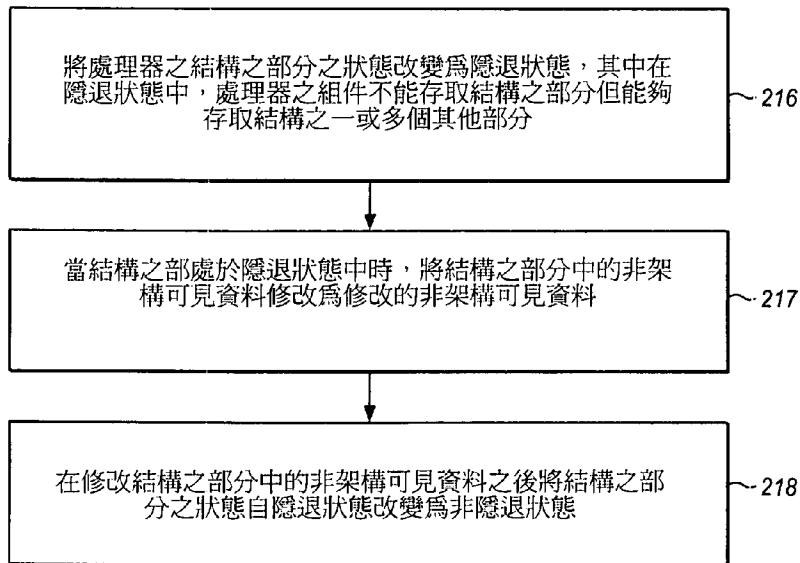 將處理器之結構之部分之狀態改變爲隱退狀態，其中在
隱退狀態中，處理器之組件不能存取結構之部分但能夠
存取結構之一或多個其他部分
216
當結構之部處於隱退狀態中時，將結構之部分中的非架
構可見資料修改爲修改的非架構可見資料
217
在修改結構之部分中的非架構可見資料之後將結構之部
分之狀態自隱退狀態改變爲非隱退狀態
218